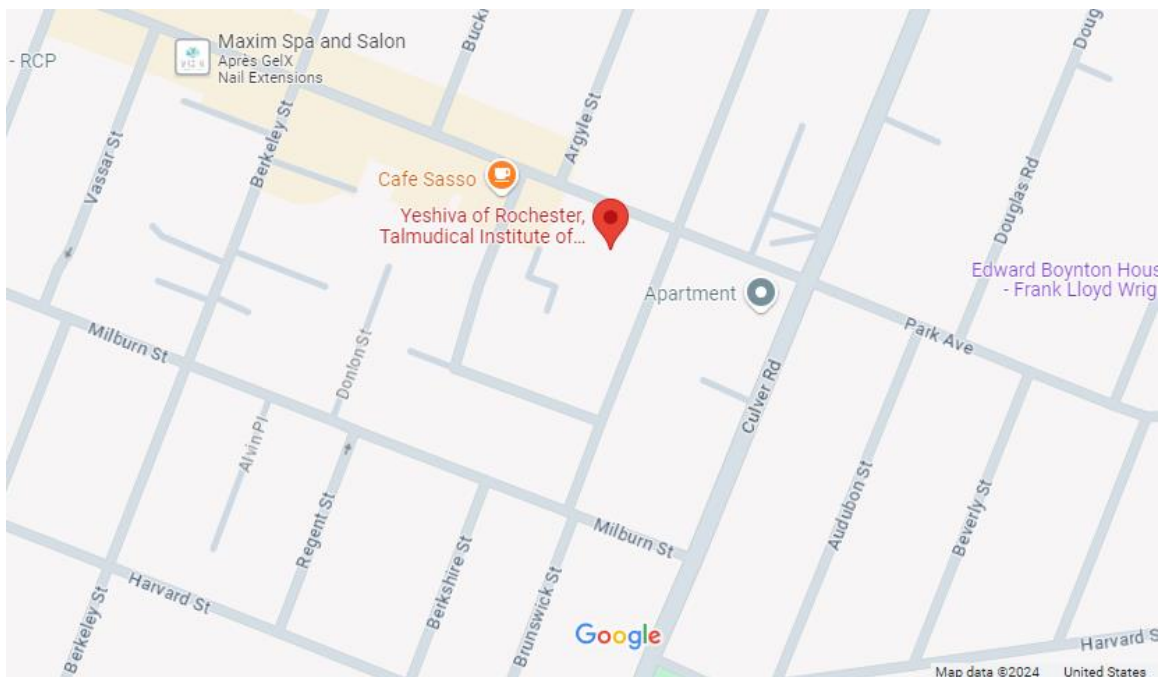 Maxim Spa and Salon
Après GelX
Nail Extensions
- RCP
Buckn
Doug
Vassar St
Berkeley St
Argyle St
Cafe Sasso
Yeshiva of Rochester,
Talmudical Institute of...
Douglas Rd
Edward Boynton Hous
- Frank Lloyd Wrig
Apartment
Park Ave
Milburn St
Donlon St
Culver Rd
Alvin Pl
Regent St
Berkshire St
Milburn St
Audubon St
Beverly St
Harvard St
Brunswick St
Berkeley St
Google
Harvard S
Map data ©2024
United States